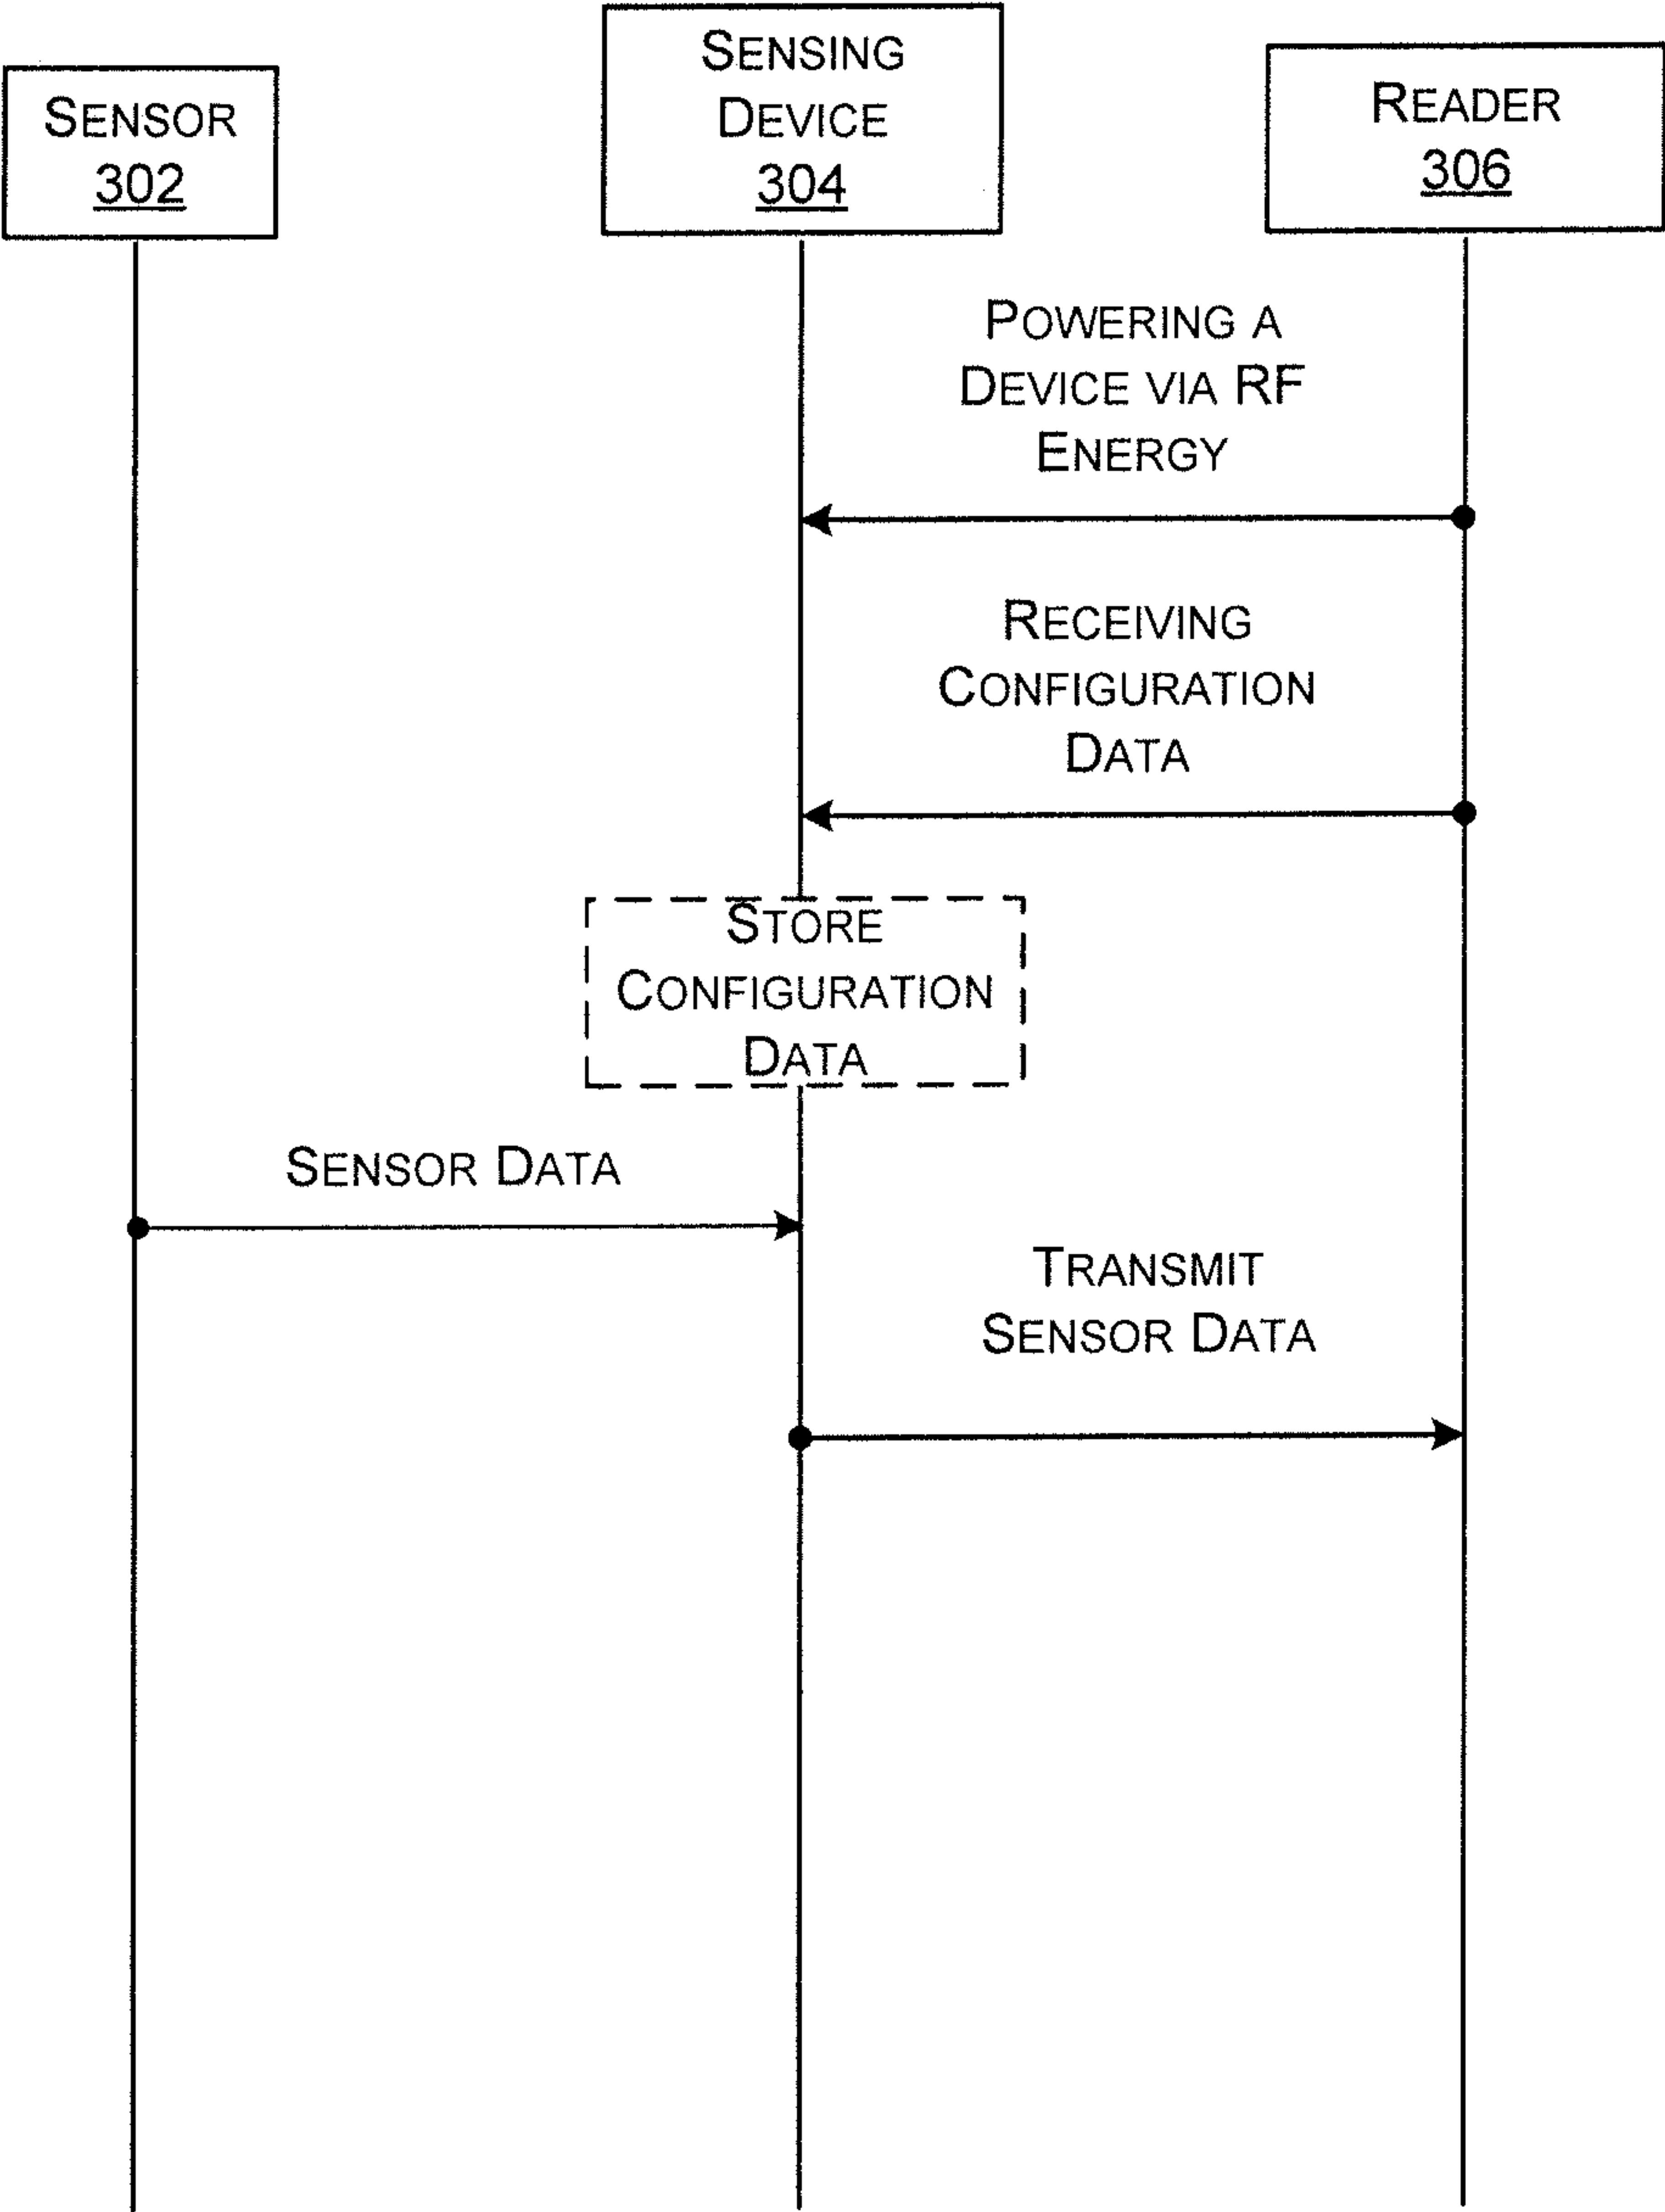 SENSOR
302
SENSING
DEVICE
304
READER
306
POWERING A
DEVICE VIA RF
ENERGY
RECEIVING
CONFIGURATION
DATA
STORE
CONFIGURATION
DATA
SENSOR DATA
TRANSMIT
SENSOR DATA